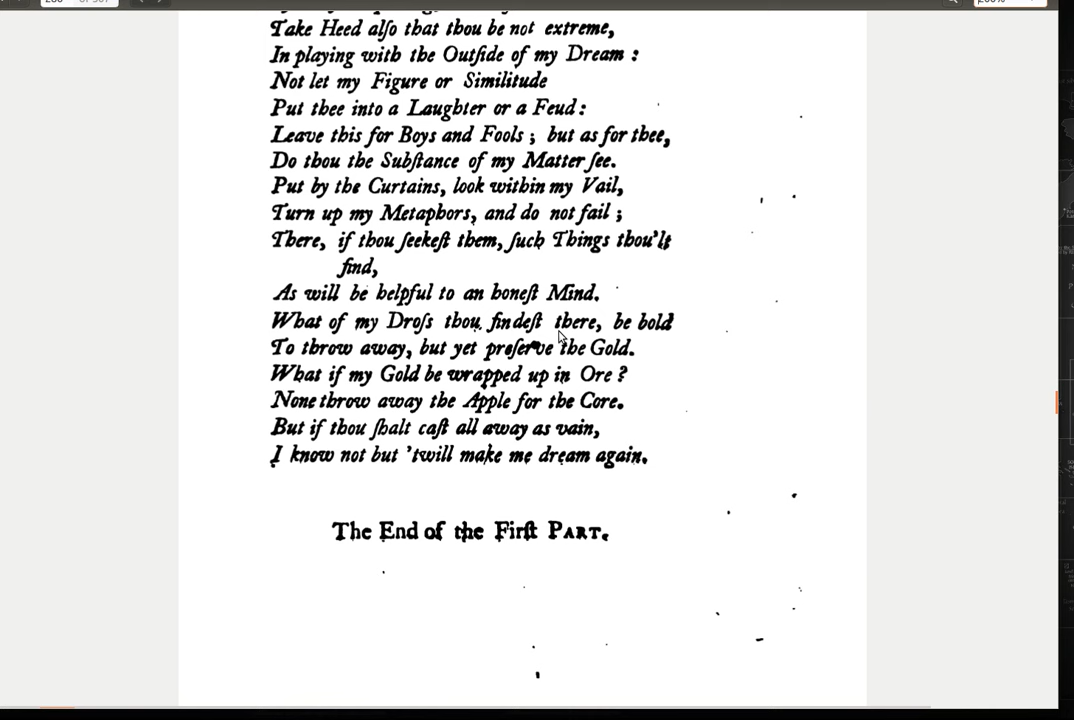 Take Heed alſo that thou be not extreme,
In playing with the Outſide of my Dream :
Not let my Figure or Similitude
Put thee into a Laughter or a Feud :
Leave this for Boys and Fools ; but as for thee,
Do thou the Subſtance of my Matter ſee.
Put by the Curtains, look within my Vail,
Turn up my Metaphors, and do not fail ;
There, if thou ſeekeſt them, ſuch Things thou'lt
find,
As will be helpful to an honeſt Mind.
What of my Droſs thou findeſt there, be bold
To throw away, but yet preſerve the Gold.
What if my Gold be wrapped up in Ore ?
None throw away the Apple for the Core.
But if thou ſhalt caſt all away as vain,
I know not but 'twill make me dream again.
The End of the Firſt PART.